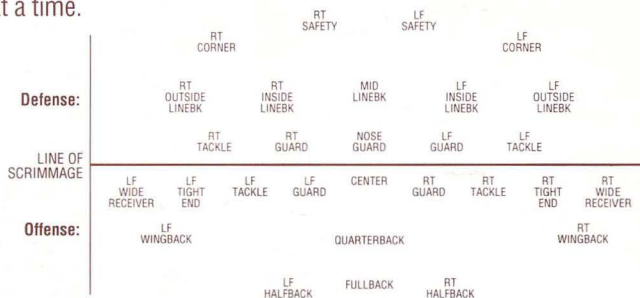 t a time.
RT LF
SAFETY SAFETY
RT LF
CORNER CORNER
Defense:
RT RT MID LF LF
OUTSIDE INSIDE LINEBK INSIDE OUTSIDE
LINEBK LINEBK LINEBK LINEBK
RT RT NOSE LF LF
TACKLE GUARD GUARD GUARD TACKLE
LINE OF
SCRIMMAGE
LF LF LF LF CENTER RT RT RT RT
WIDE TIGHT TACKLE GUARD GUARD TACKLE TIGHT WIDE
RECEIVER END END RECEIVER
Offense:
LF RT
WINGBACK QUARTERBACK WINGBACK
LF FULLBACK RT
HALFBACK HALFBACK